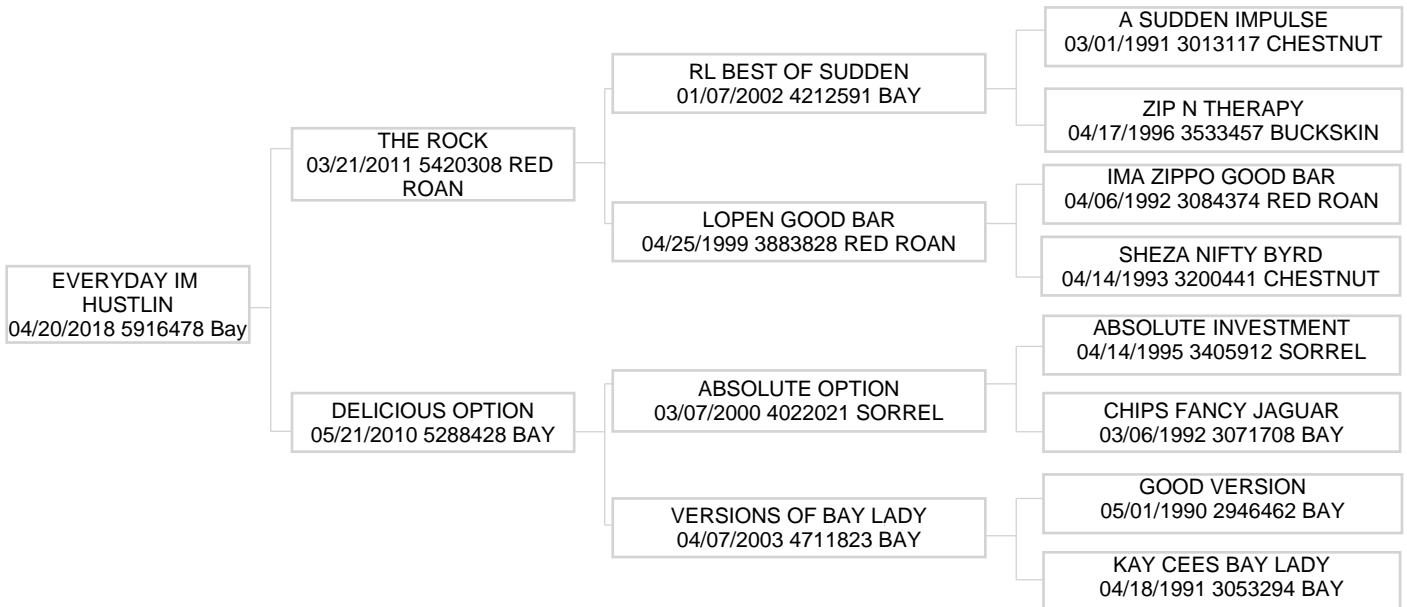 EVERYDAY IM
HUSTLIN
04/20/2018 5916478 Bay
THE ROCK
03/21/2011 5420308 RED
ROAN
DELICIOUS OPTION
05/21/2010 5288428 BAY
RL BEST OF SUDDEN
01/07/2002 4212591 BAY
LOPEN GOOD BAR
04/25/1999 3883828 RED ROAN
ABSOLUTE OPTION
03/07/2000 4022021 SORREL
VERSIONS OF BAY LADY
04/07/2003 4711823 BAY
A SUDDEN IMPULSE
03/01/1991 3013117 CHESTNUT
ZIP N THERAPY
04/17/1996 3533457 BUCKSKIN
IMA ZIPPO GOOD BAR
04/06/1992 3084374 RED ROAN
SHEZA NIFTY BYRD
04/14/1993 3200441 CHESTNUT
ABSOLUTE INVESTMENT
04/14/1995 3405912 SORREL
CHIPS FANCY JAGUAR
03/06/1992 3071708 BAY
GOOD VERSION
05/01/1990 2946462 BAY
KAY CEES BAY LADY
04/18/1991 3053294 BAY